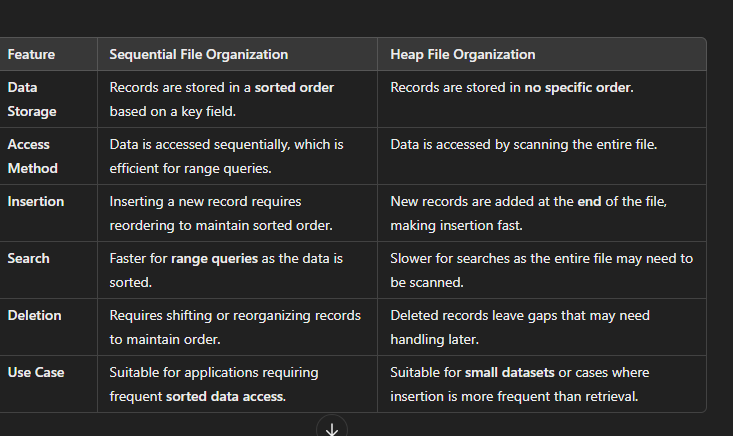 Feature Sequential File Organization Heap File Organization
Data Records are stored in a sorted order Records are stored in no specific order.
Storage based on a key field.
Access Data is accessed sequentially, which is Data is accessed by scanning the entire file.
Method efficient for range queries.
Insertion Inserting a new record requires New records are added at the end of the file,
reordering to maintain sorted order. making insertion fast.
Search Faster for range queries as the data is Slower for searches as the entire file may need to
sorted. be scanned.
Deletion Requires shifting or reorganizing records Deleted records leave gaps that may need
to maintain order. handling later.
Use Case Suitable for applications requiring Suitable for small datasets or cases where
frequent sorted data access. insertion is more frequent than retrieval.